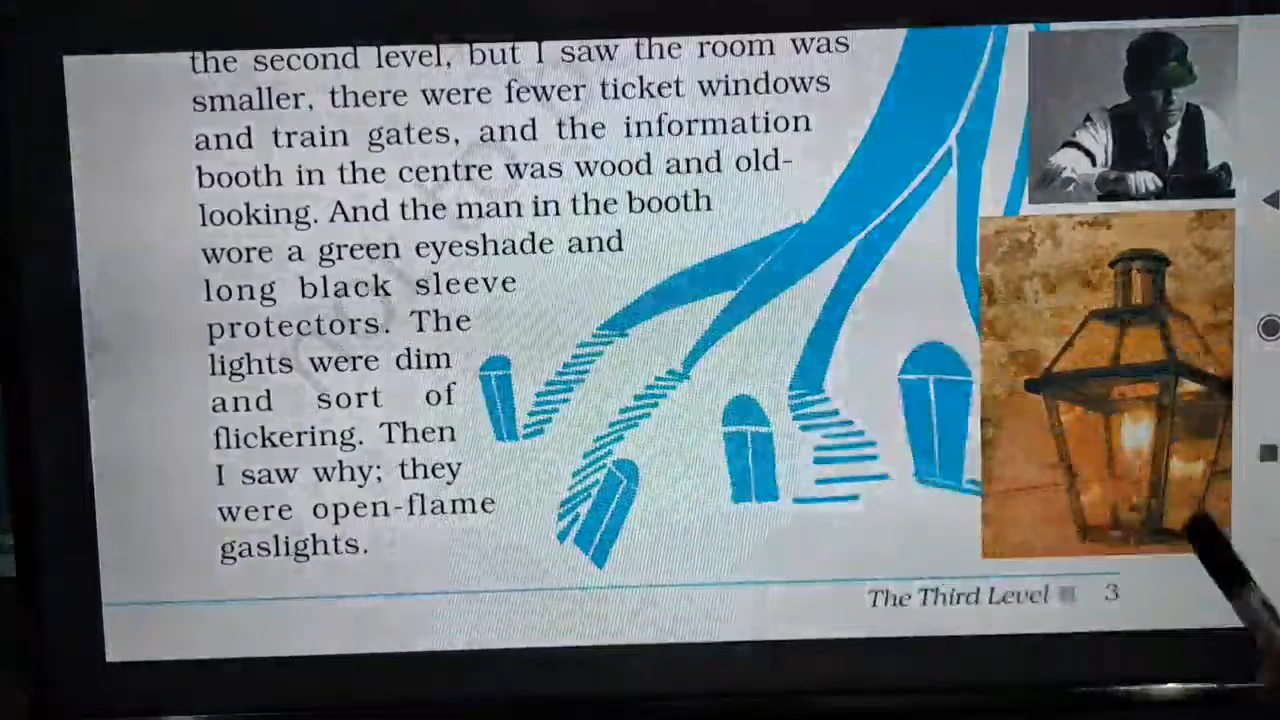 the second level, but I saw the room was
smaller, there were fewer ticket windows
and train gates, and the information
booth in the centre was wood and old-
looking. And the man in the booth
wore a green eyeshade and
long black sleeve
protectors. The
lights were dim
and sort of
flickering. Then
I saw why; they
were open-flame
gaslights.
The Third Level 3